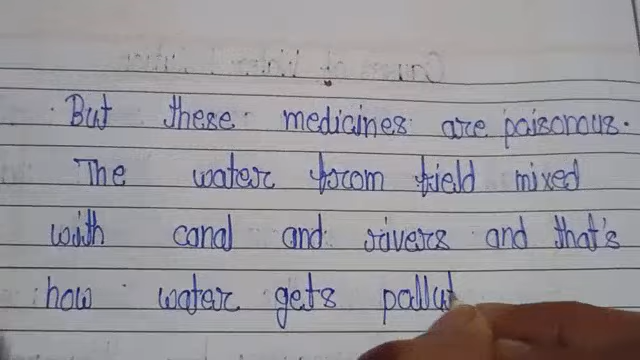 But these medicines are poisonous.
The water from field mixed
with canal and rivers and that's
how water gets pollut